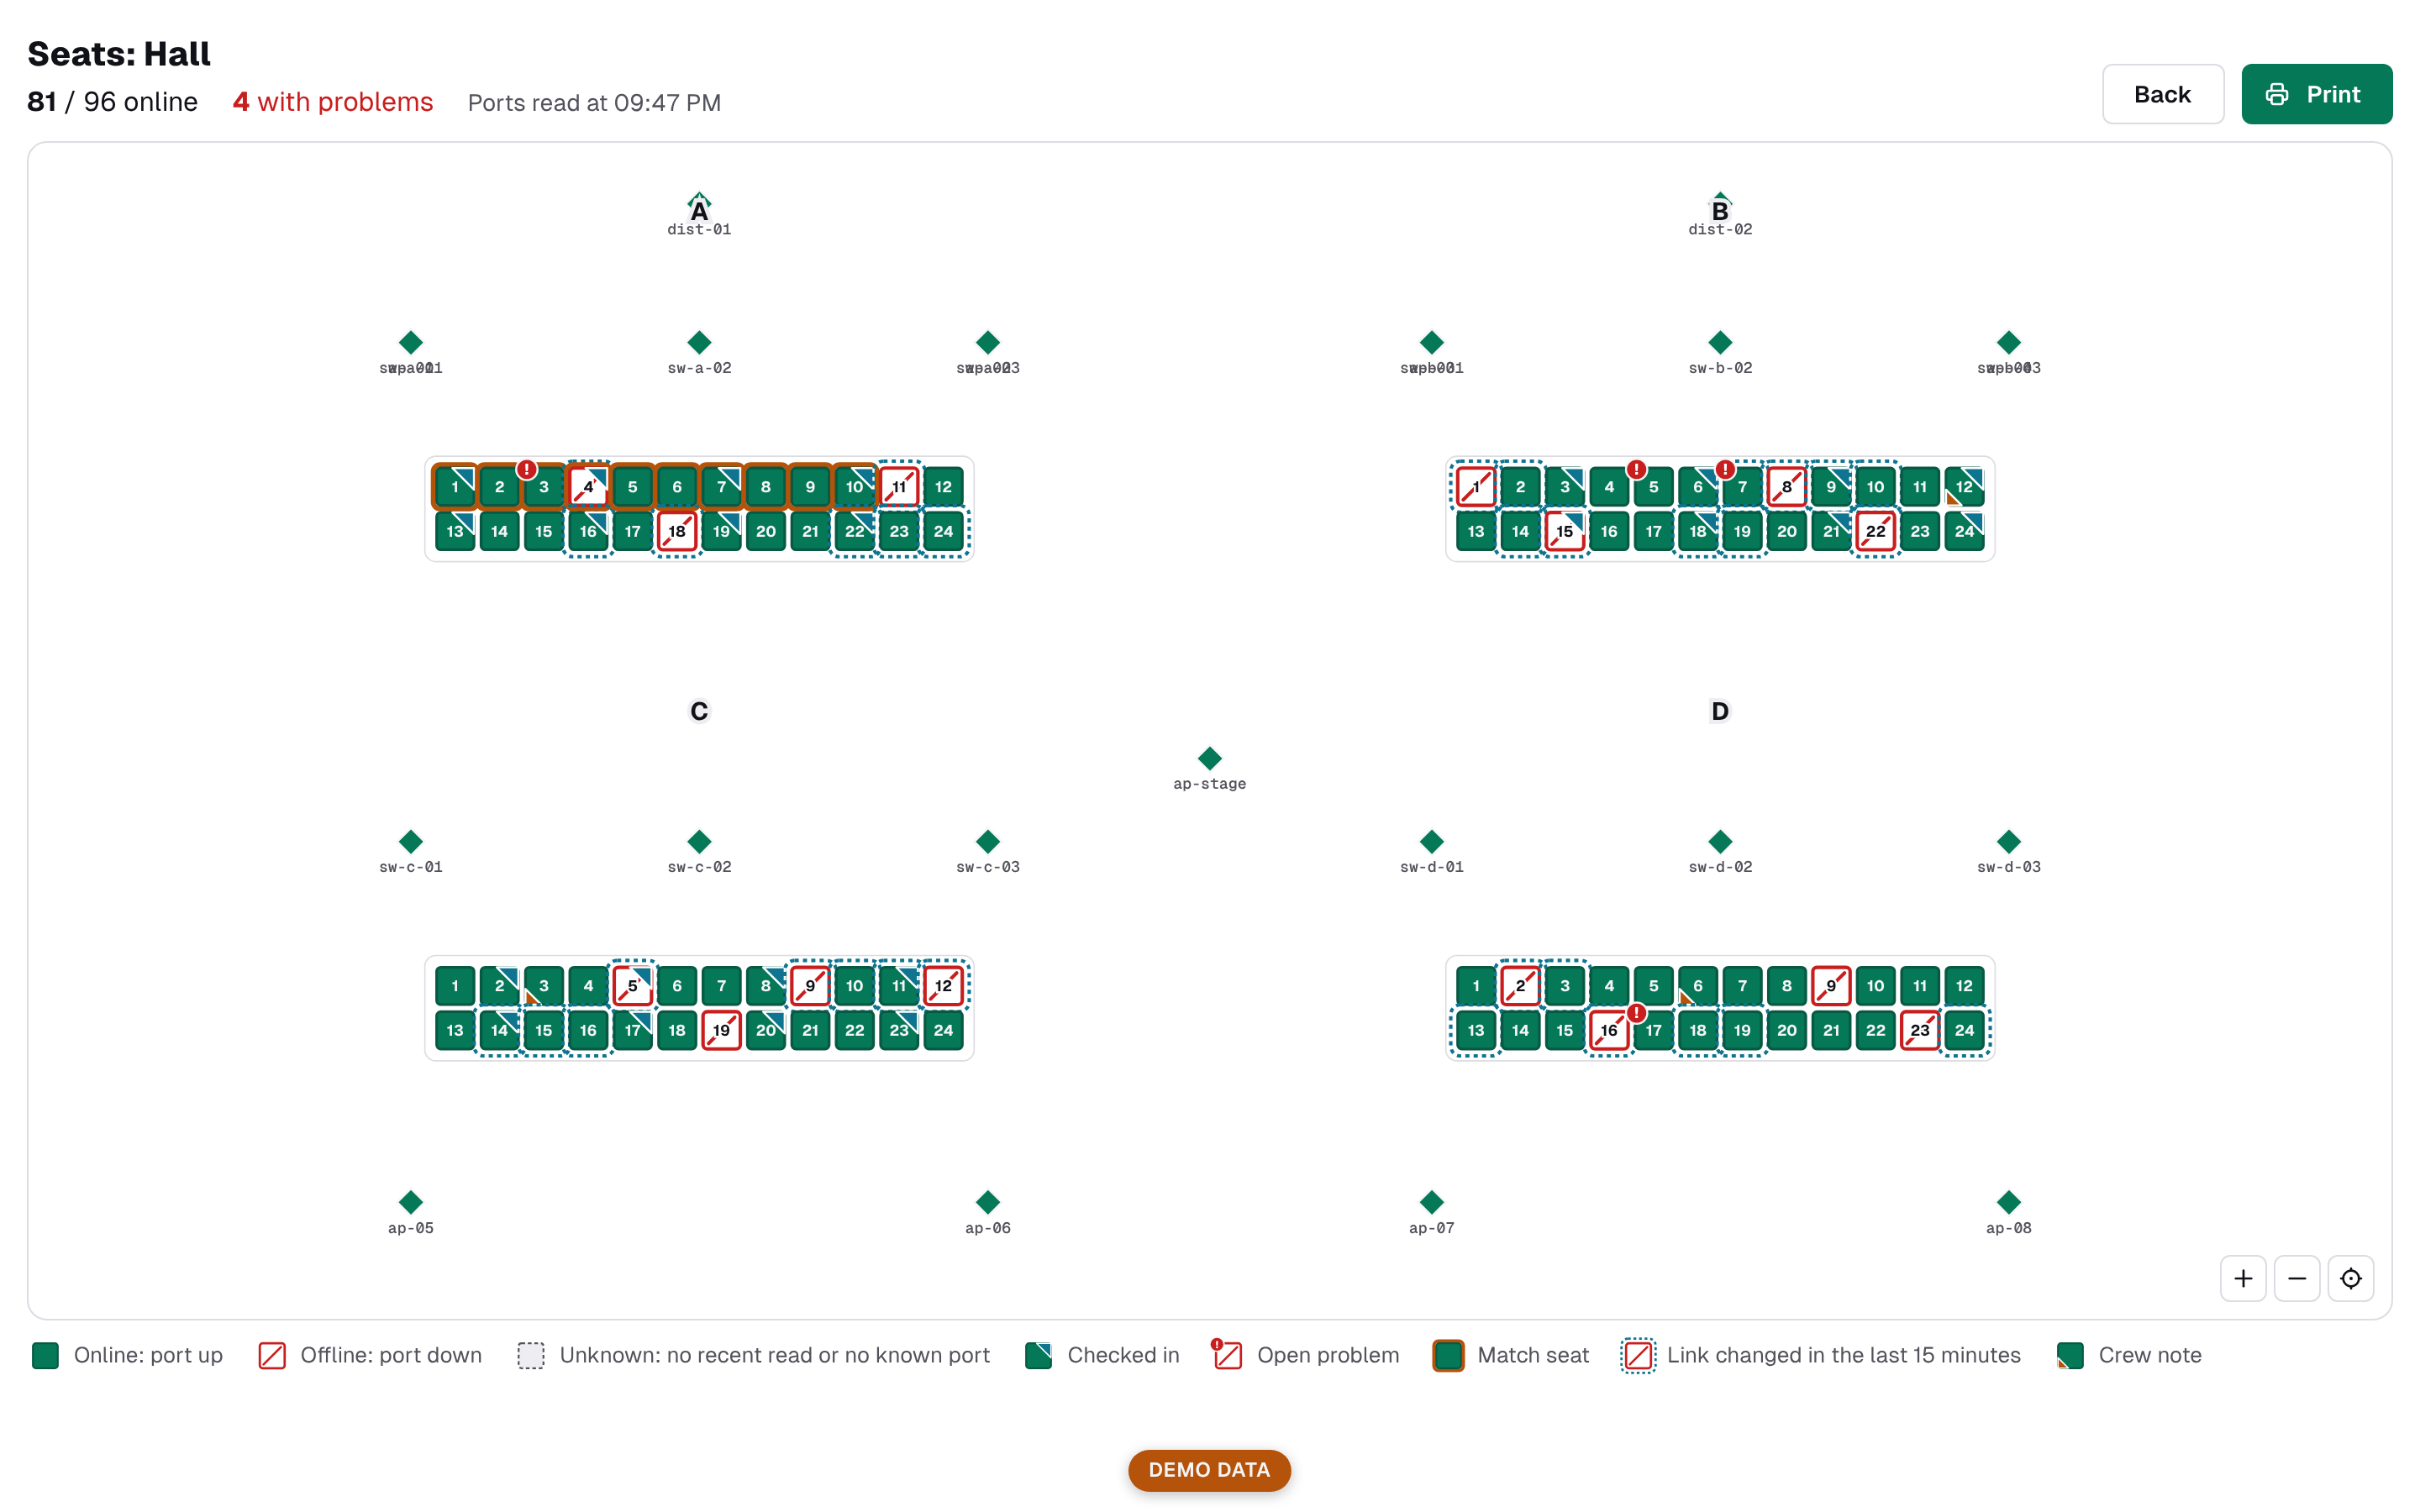 Seats: Hall
81 / 96 online 4 with problems Ports read at 09:47 PM
Back
Print
A
dist-01
B
dist-02
sw-a-02
sw-b-02
1 2 3 4 5 6 7 8 9 10 11 12
13 14 15 16 17 18 19 20 21 22 23 24
1 2 3 4 5 6 7 8 9 10 11 12
13 14 15 16 17 18 19 20 21 22 23 24
C
D
ap-stage
sw-c-01
sw-c-02
sw-c-03
sw-d-01
sw-d-02
sw-d-03
1 2 3 4 5 6 7 8 9 10 11 12
13 14 15 16 17 18 19 20 21 22 23 24
1 2 3 4 5 6 7 8 9 10 11 12
13 14 15 16 17 18 19 20 21 22 23 24
ap-05
ap-06
ap-07
ap-08
Online: port up
Offline: port down
Unknown: no recent read or no known port
Checked in
Open problem
Match seat
Link changed in the last 15 minutes
Crew note
DEMO DATA